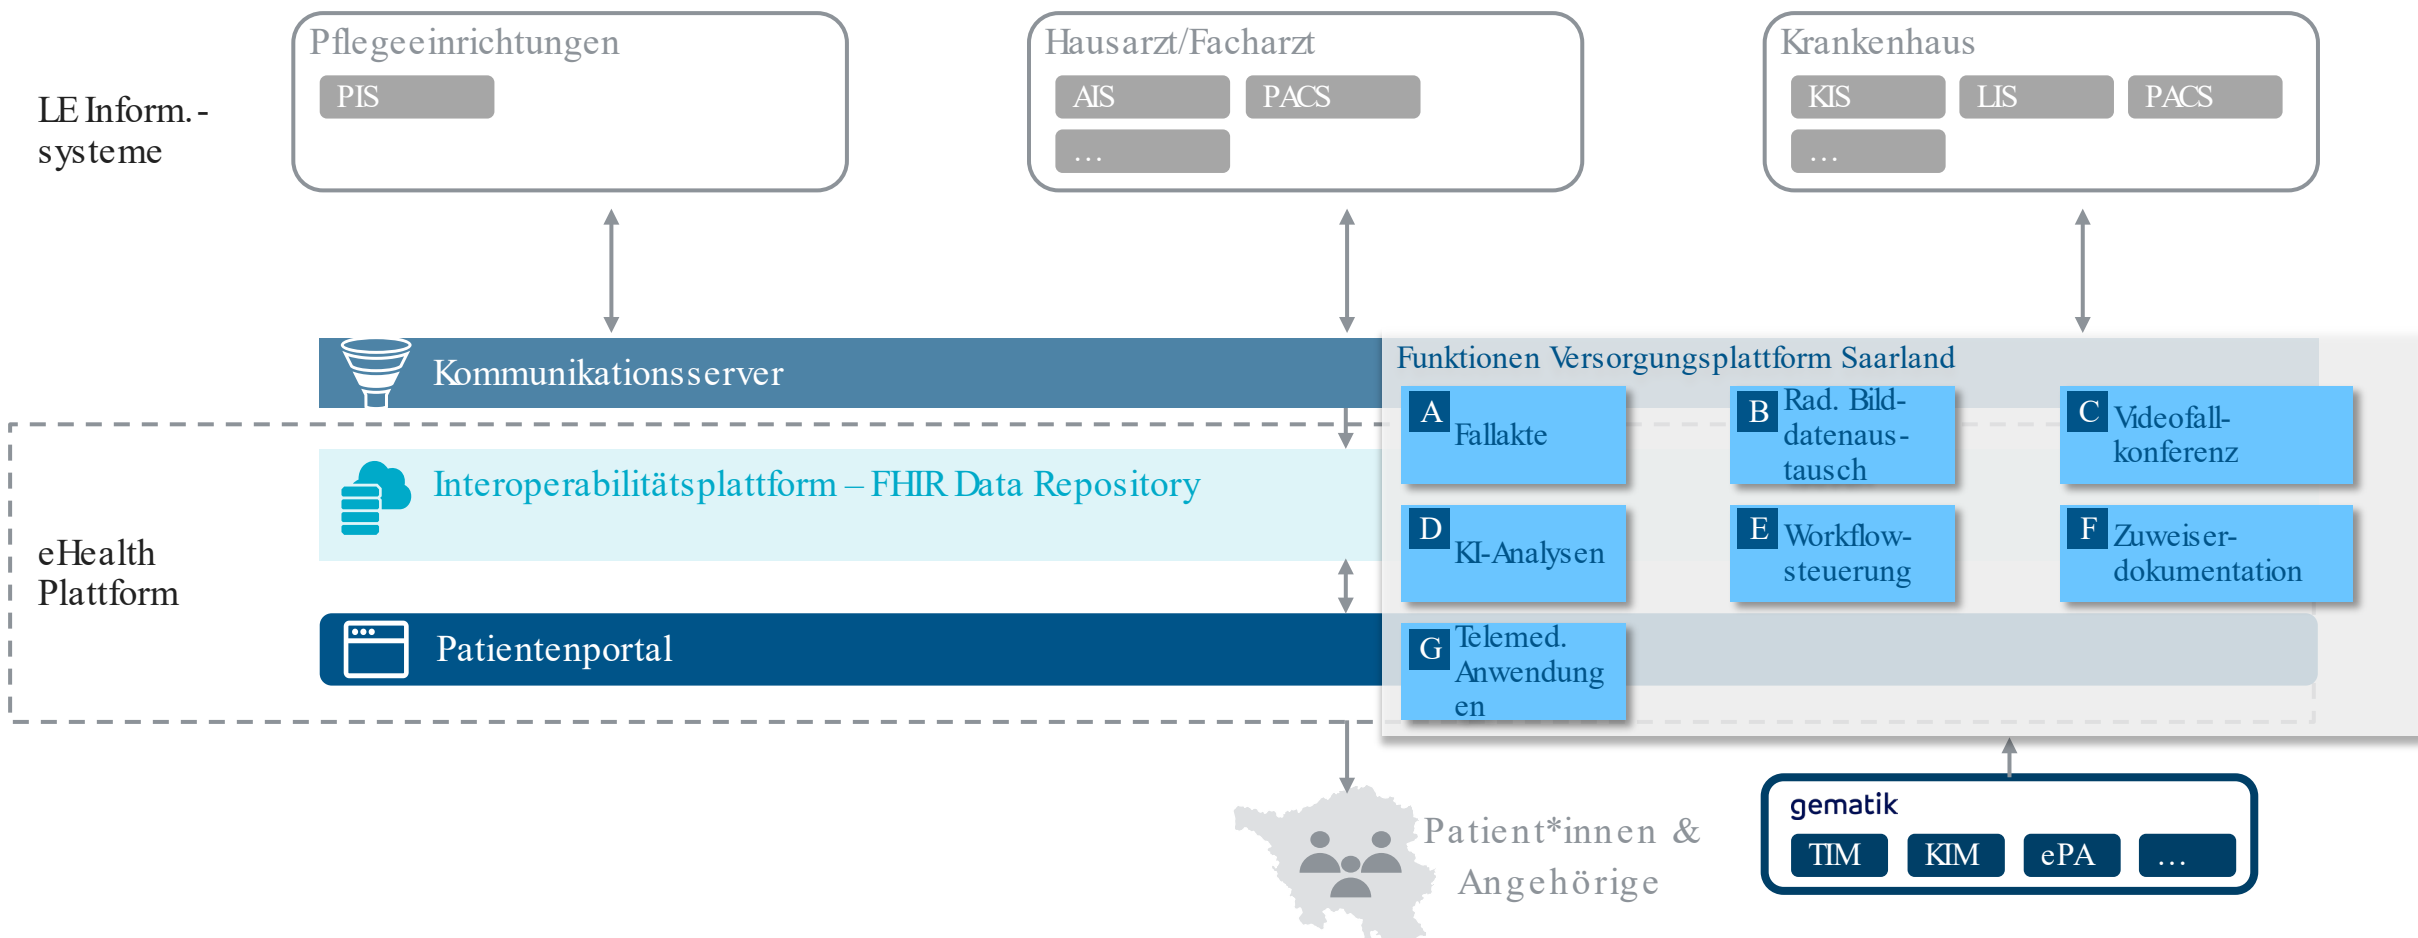 Pflegeeinrichtungen
PIS
Hausarzt/Facharzt
AIS
PACS
…
Krankenhaus
KIS
LIS
PACS
…
LE Inform.-
systeme
Kommunikationsserver
Funktionen Versorgungsplattform Saarland
A
Fallakte
B
Rad. Bild-
datenaus-
tausch
C
Videofall-
konferenz
Interoperabilitätsplattform – FHIR Data Repository
D
KI-Analysen
E
Workflow-
steuerung
F
Zuweiser-
dokumentation
eHealth
Plattform
Patientenportal
G
Telemed.
Anwendung
en
Patient*innen &
Angehörige
gematik
TIM
KIM
ePA
…